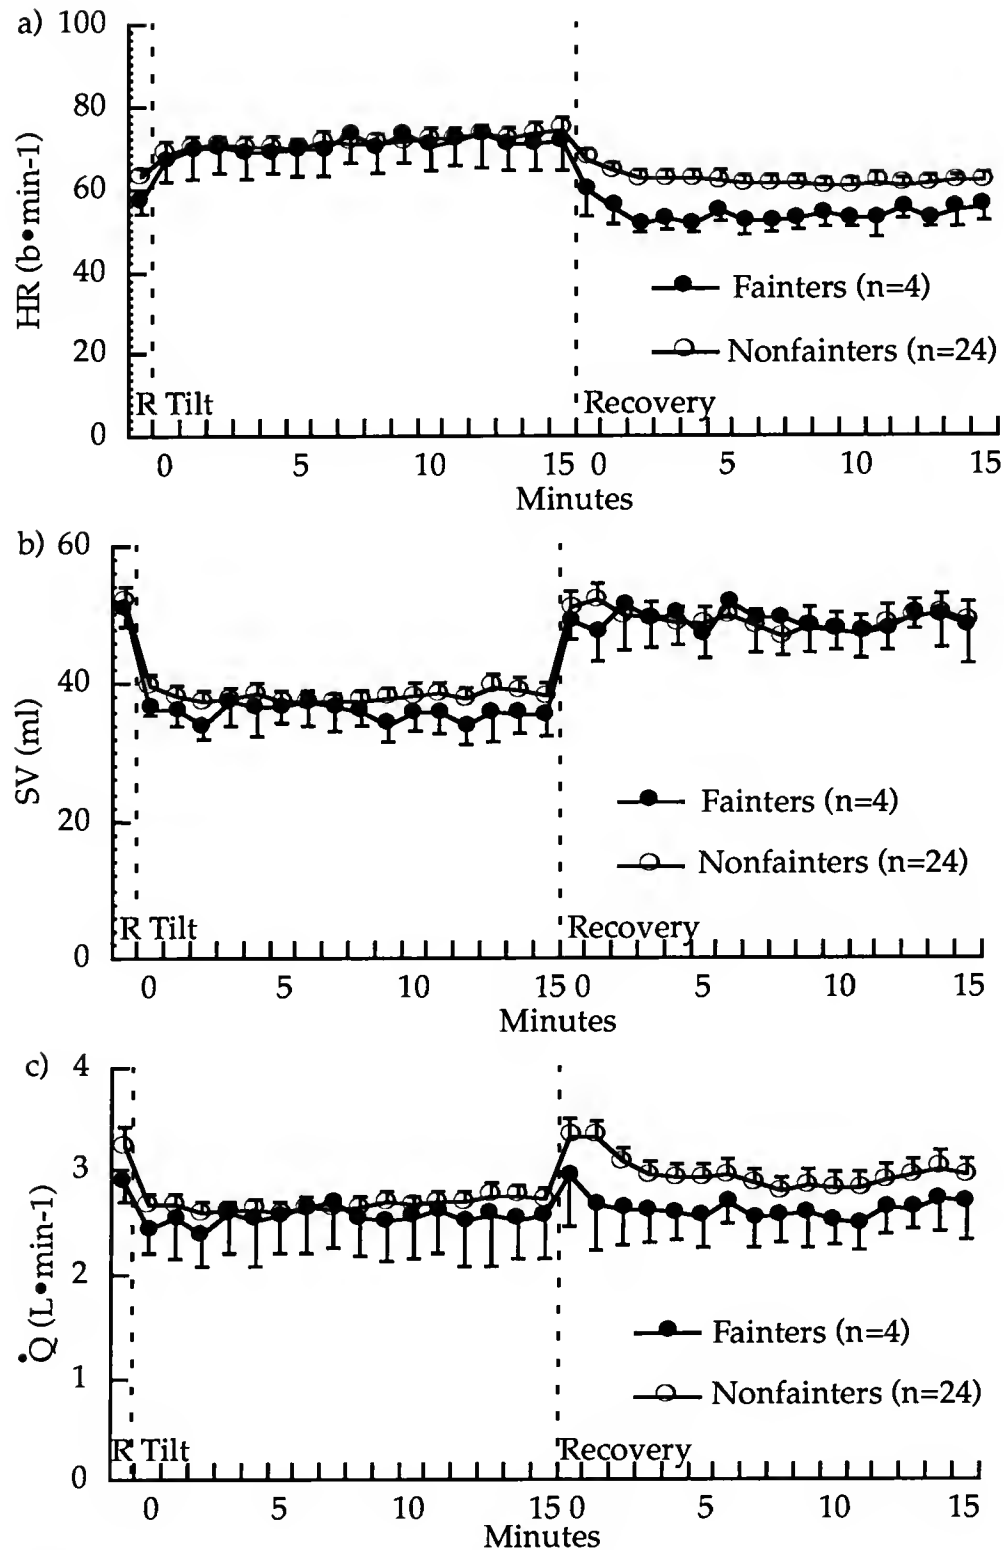 a) 100
80
60
40
20
0
HR (b•min-1)
R Tilt
Recovery
Fainters (n=4)
Nonfainters (n=24)
0 5 10 15 0 5 10 15
Minutes
b) 60
40
20
0
SV (ml)
R Tilt
Recovery
Fainters (n=4)
Nonfainters (n=24)
0 5 10 15 0 5 10 15
Minutes
c) 4
3
2
1
0
Q̇ (L•min-1)
R Tilt
Recovery
Fainters (n=4)
Nonfainters (n=24)
0 5 10 15 0 5 10 15
Minutes